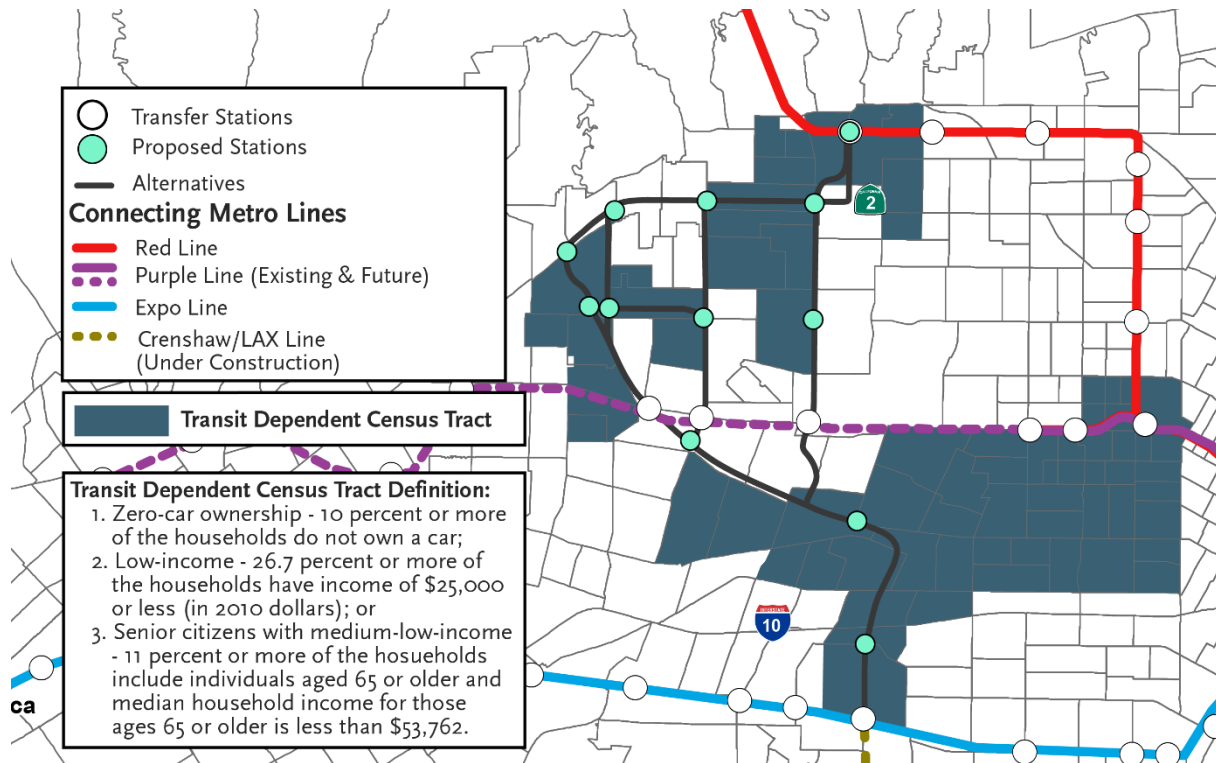 Transfer Stations
Proposed Stations
Alternatives
Connecting Metro Lines
Red Line
Purple Line (Existing & Future)
Expo Line
Crenshaw/LAX Line
(Under Construction)
Transit Dependent Census Tract
Transit Dependent Census Tract Definition:
1. Zero-car ownership - 10 percent or more
of the households do not own a car;
2. Low-income - 26.7 percent or more of
the households have income of $25,000
or less (in 2010 dollars); or
3. Senior citizens with medium-low-income
- 11 percent or more of the hosueholds
include individuals aged 65 or older and
median household income for those
ages 65 or older is less than $53,762.
2
10
ca